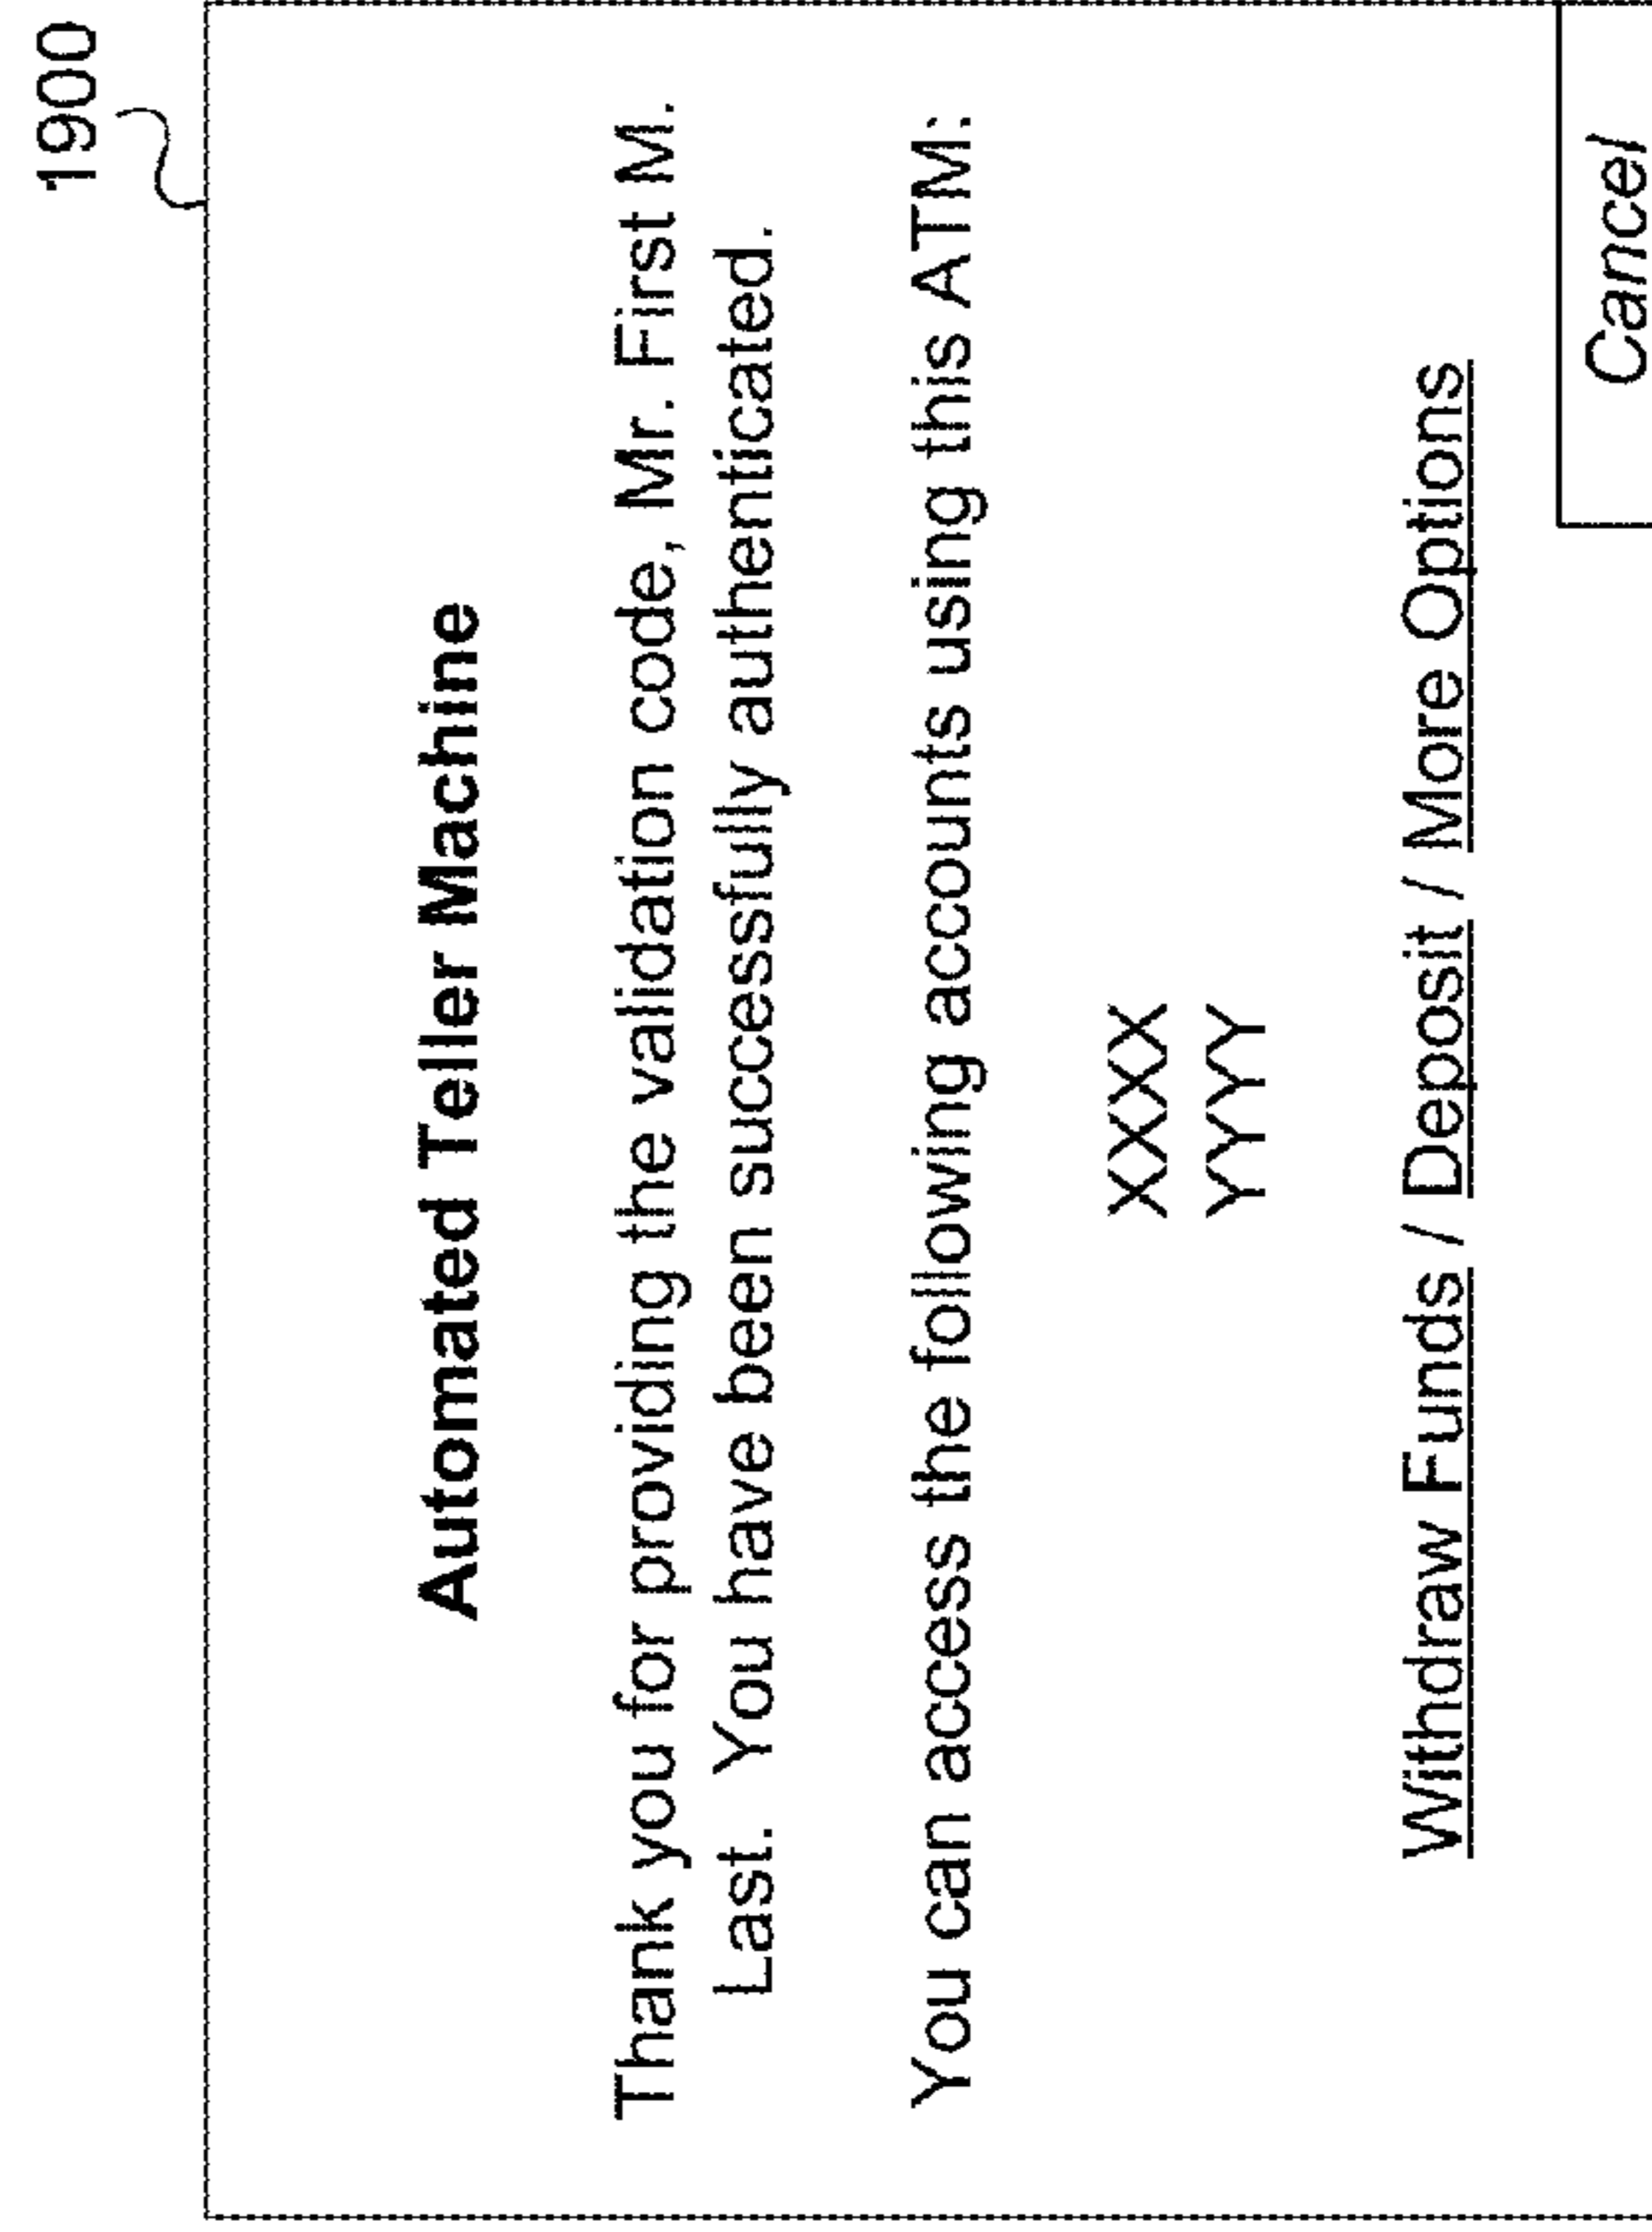 1900
Automated Teller Machine
Thank you for providing the validation code, Mr. First M.
Last. You have been successfully authenticated.
You can access the following accounts using this ATM:
XXXX
YYYY
Withdraw Funds / Deposit / More Options
Cancel